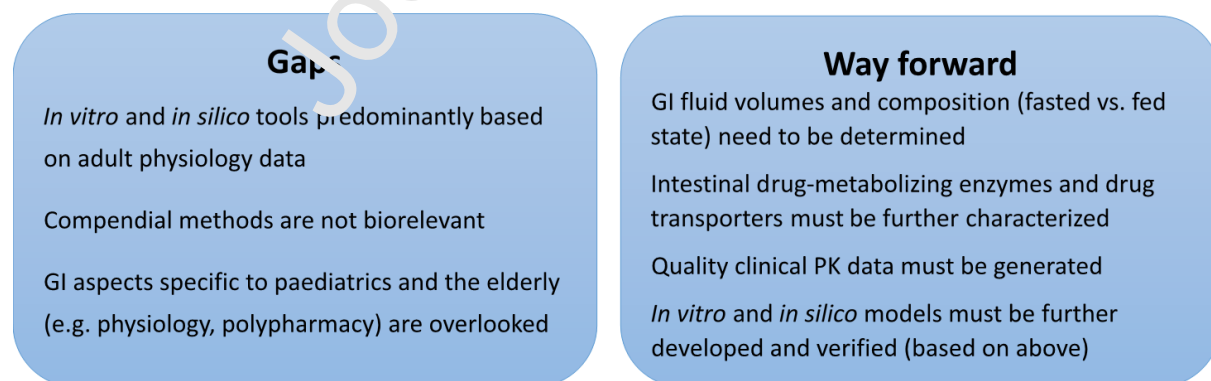 Jo
Gaps
In vitro and in silico tools predominantly based
on adult physiology data
Compendial methods are not biorelevant
GI aspects specific to paediatrics and the elderly
(e.g. physiology, polypharmacy) are overlooked
Way forward
GI fluid volumes and composition (fasted vs. fed
state) need to be determined
Intestinal drug-metabolizing enzymes and drug
transporters must be further characterized
Quality clinical PK data must be generated
In vitro and in silico models must be further
developed and verified (based on above)